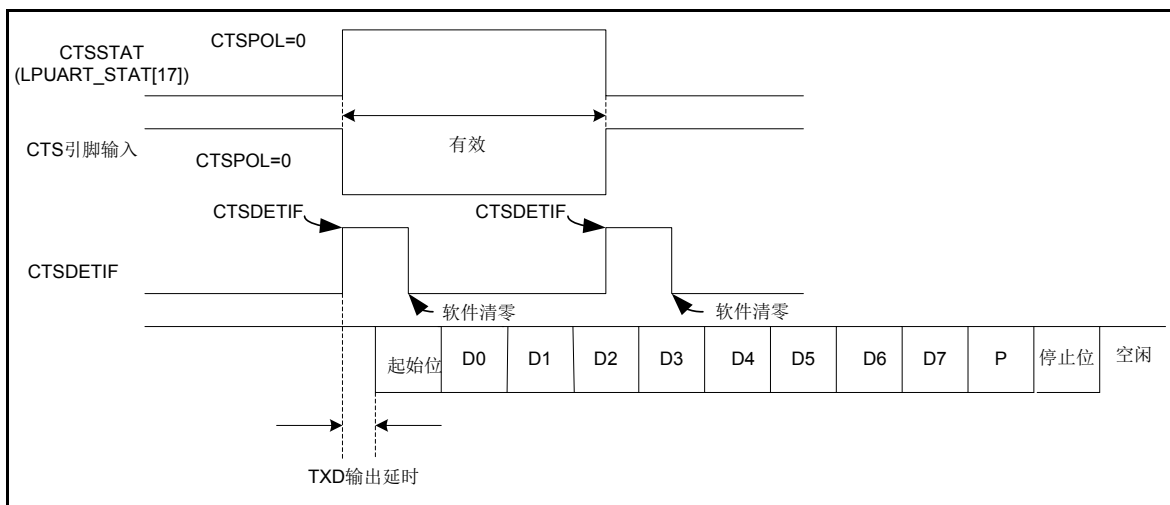 CTSPOL=0
CTSSTAT
(LPUART_STAT[17])
有效
CTS引脚输入
CTSPOL=0
CTSDETIF
CTSDETIF
CTSDETIF
软件清零
软件清零
起始位 D0 D1 D2 D3 D4 D5 D6 D7 P 停止位 空闲
TXD输出延时